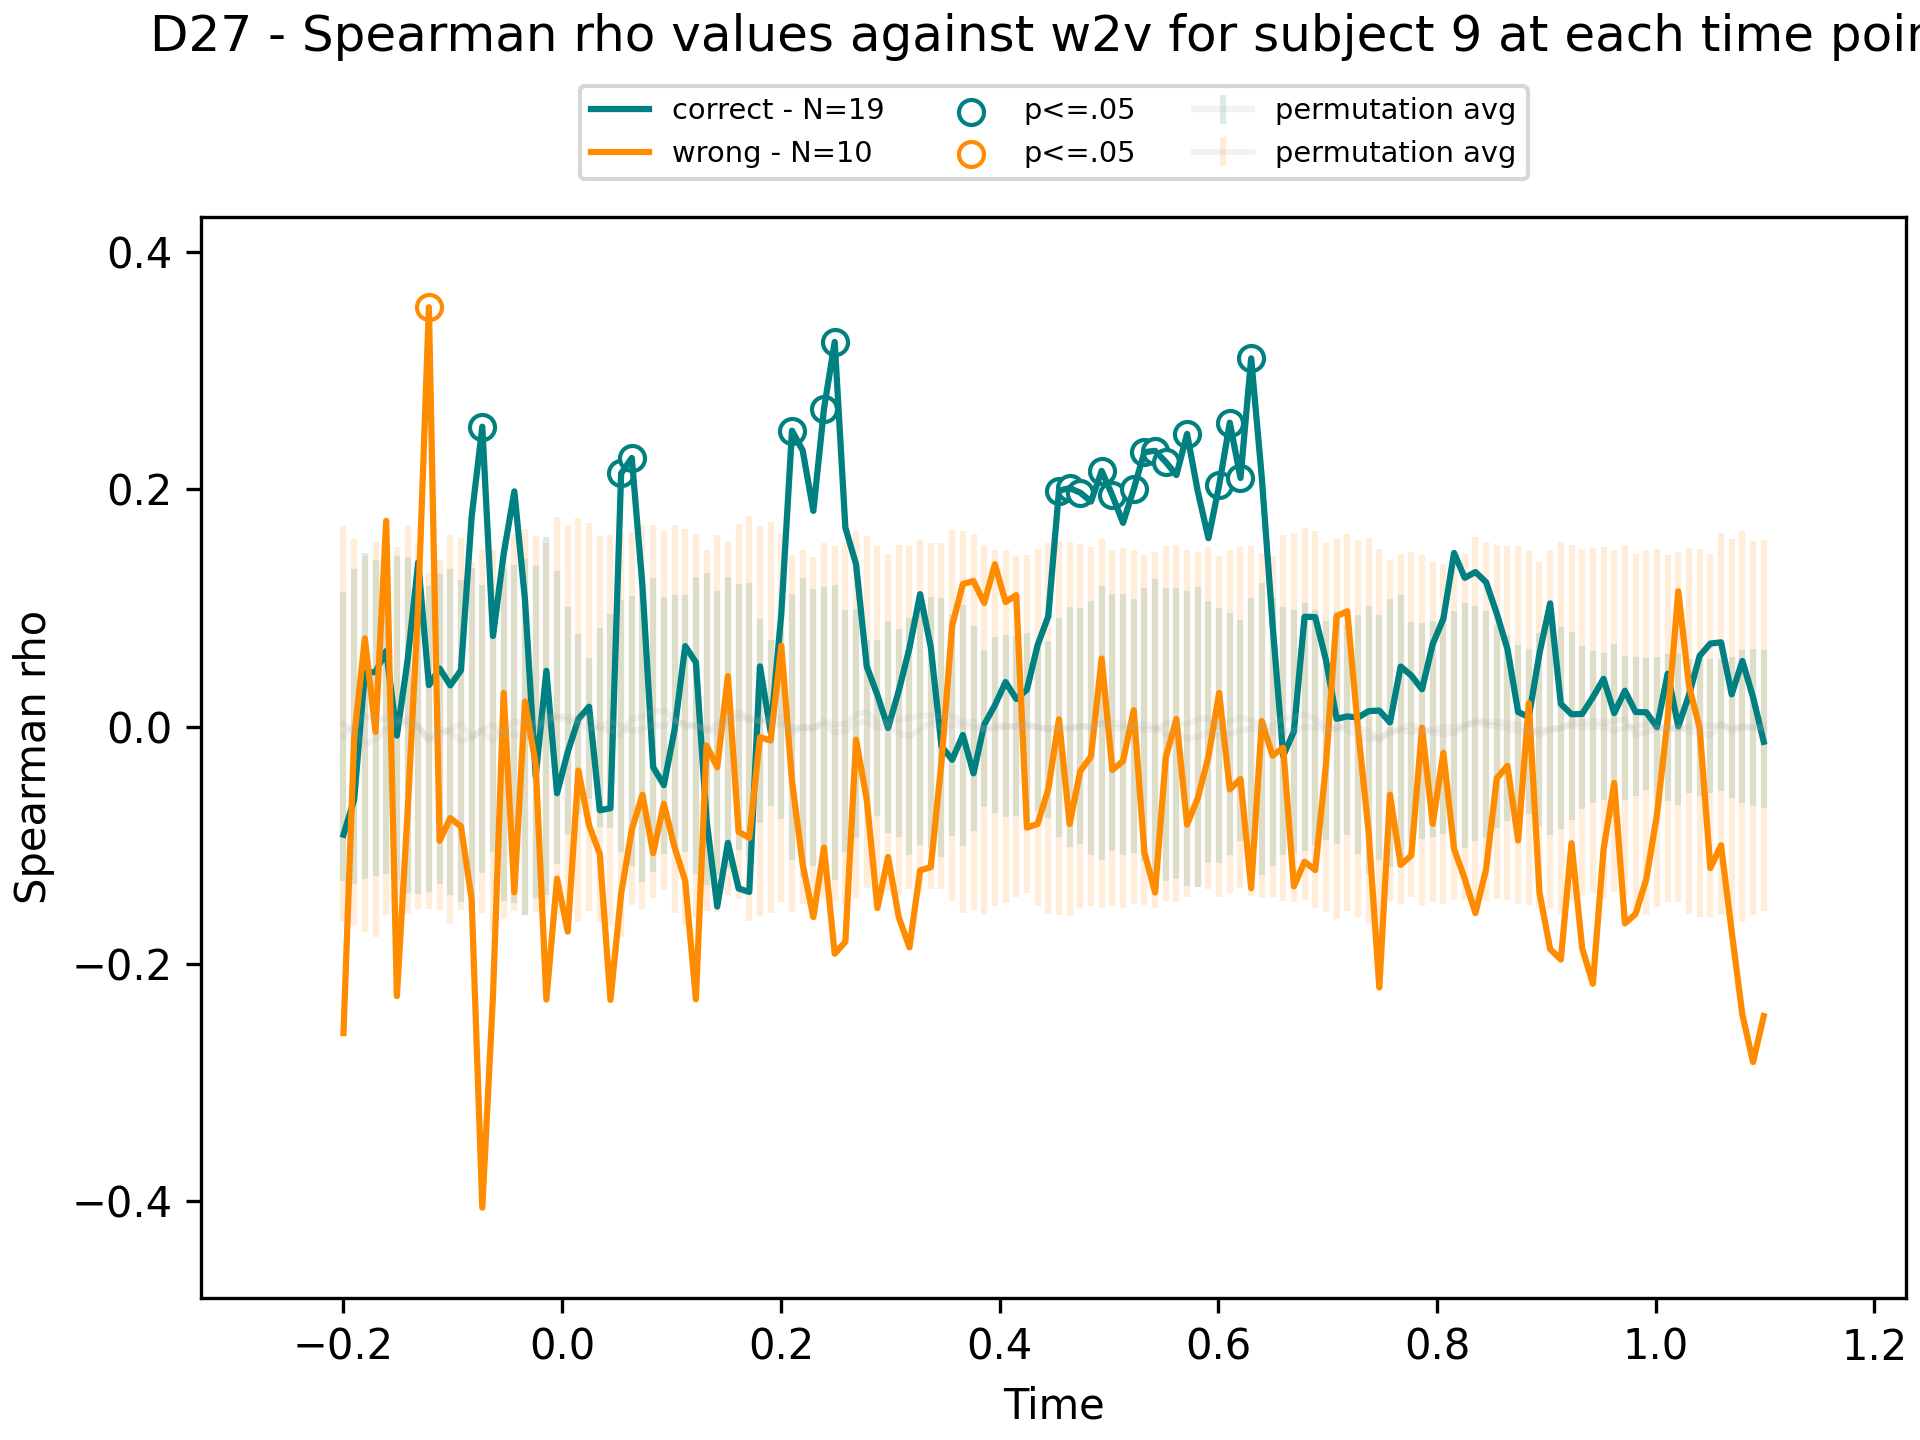 D27 - Spearman rho values against w2v for subject 9 at each time
correct - N=19 p<=.05 permutation avg
wrong - N=10 p<=.05 permutation avg
Spearman rho
0.4
0.2
0.0
−0.2
−0.4
−0.2 0.0 0.2 0.4 0.6 0.8 1.0 1.2
Time